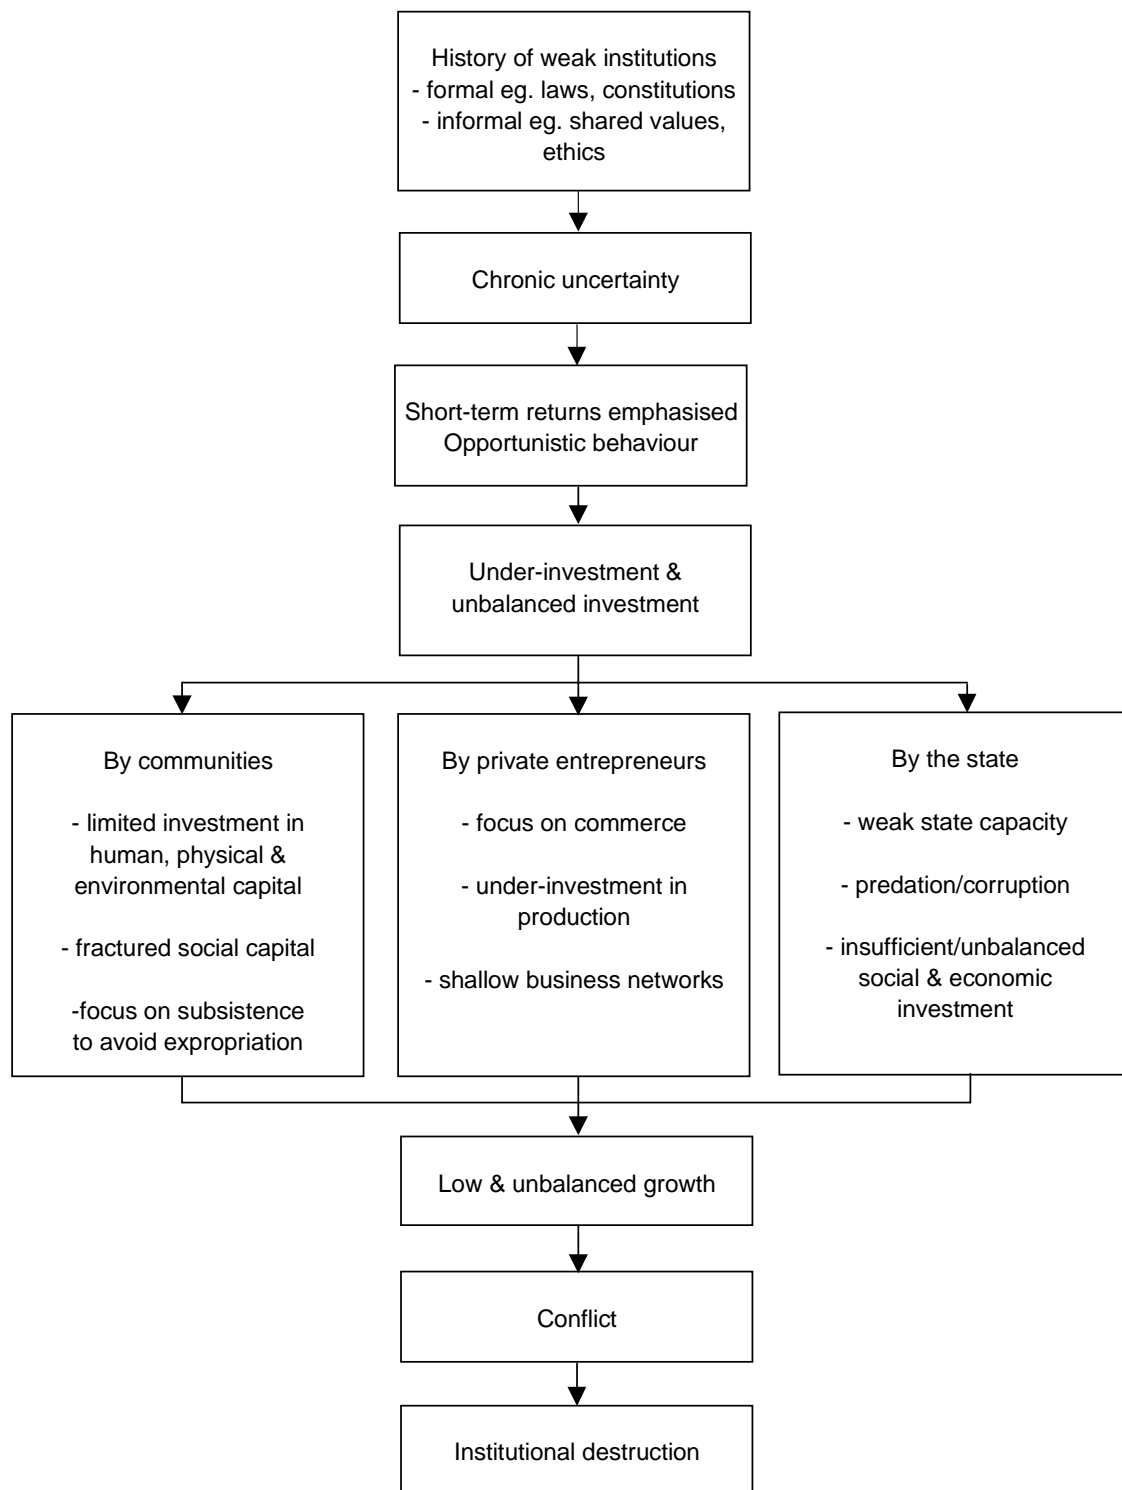 History of weak institutions
- formal eg. laws, constitutions
- informal eg. shared values,
ethics
Chronic uncertainty
Short-term returns emphasised
Opportunistic behaviour
Under-investment &
unbalanced investment
By communities
- limited investment in
human, physical &
environmental capital
- fractured social capital
-focus on subsistence
to avoid expropriation
By private entrepreneurs
- focus on commerce
- under-investment in
production
- shallow business networks
By the state
- weak state capacity
- predation/corruption
- insufficient/unbalanced
social & economic
investment
Low & unbalanced growth
Conflict
Institutional destruction